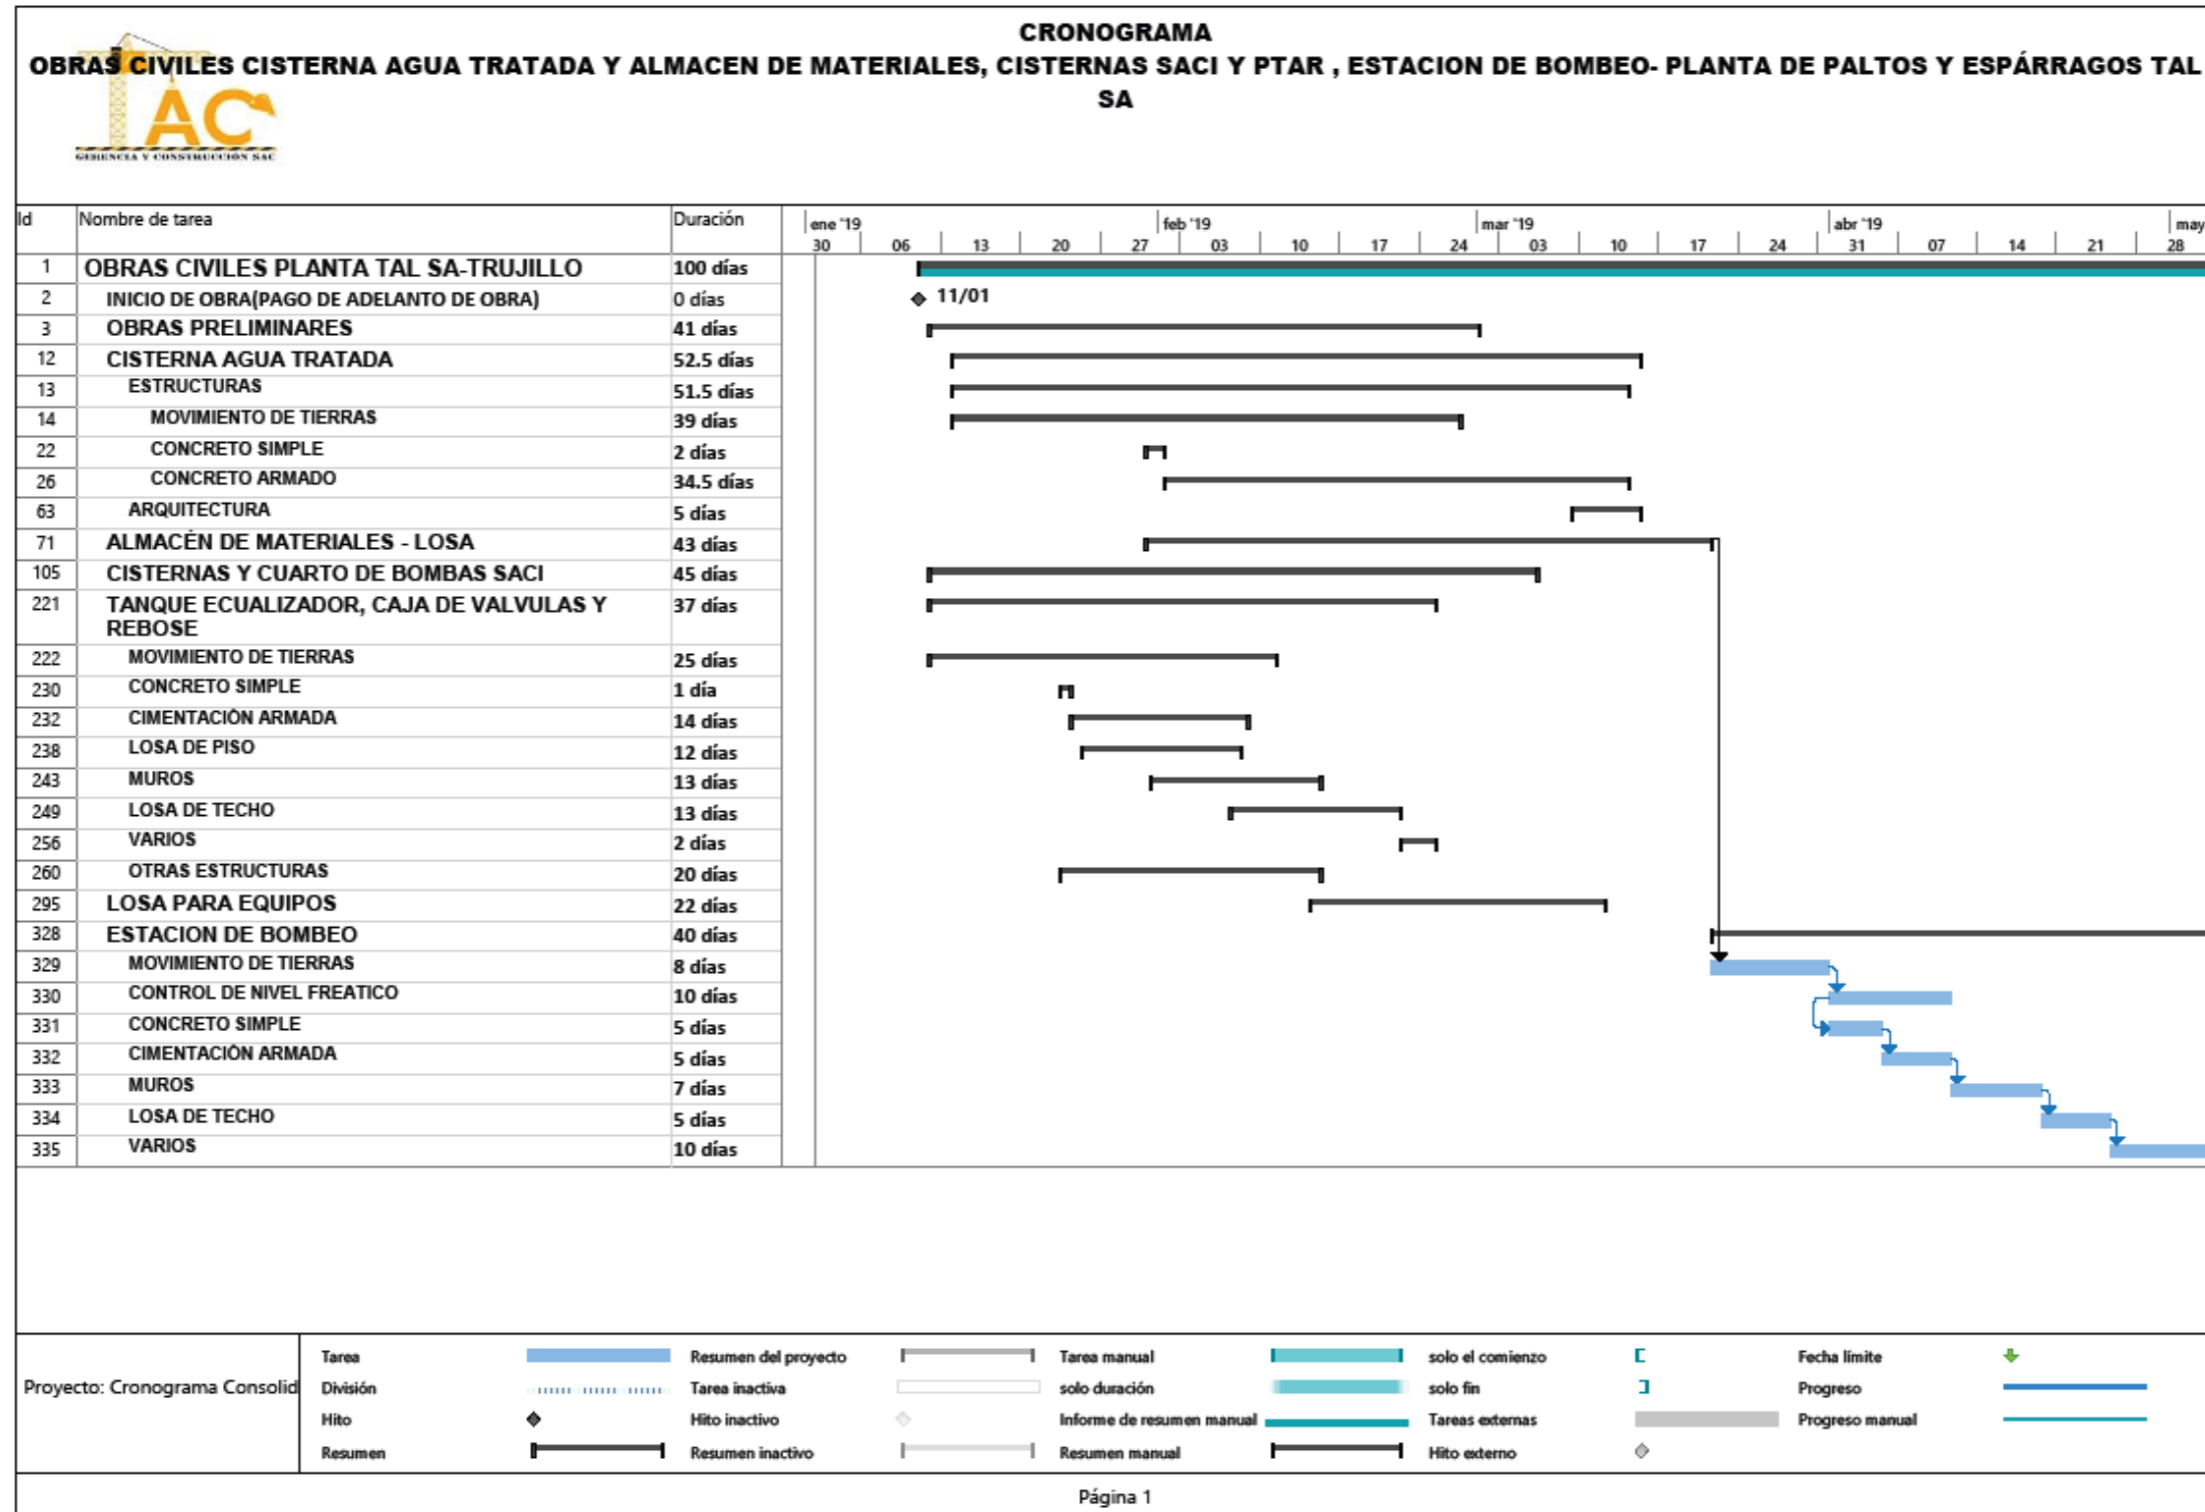 CRONOGRAMA
OBRAS CIVILES CISTERNA AGUA TRATADA Y ALMACEN DE MATERIALES, CISTERNAS SACI Y PTAR , ESTACION DE BOMBEO- PLANTA DE PALTOS Y ESPÁRRAGOS TAL
SA
AC
GERENCIA Y CONSTRUCCIÓN SAC
Id Nombre de tarea Duración ene '19 feb '19 mar '19 abr '19 may
30 06 13 20 27 03 10 17 24 03 10 17 24 31 07 14 21 28
1 OBRAS CIVILES PLANTA TAL SA-TRUJILLO 100 días
2 INICIO DE OBRA(PAGO DE ADELANTO DE OBRA) 0 días 11/01
3 OBRAS PRELIMINARES 41 días
12 CISTERNA AGUA TRATADA 52.5 días
13 ESTRUCTURAS 51.5 días
14 MOVIMIENTO DE TIERRAS 39 días
22 CONCRETO SIMPLE 2 días
26 CONCRETO ARMADO 34.5 días
63 ARQUITECTURA 5 días
71 ALMACÉN DE MATERIALES - LOSA 43 días
105 CISTERNAS Y CUARTO DE BOMBAS SACI 45 días
221 TANQUE ECUALIZADOR, CAJA DE VALVULAS Y 37 días
REBOSE
222 MOVIMIENTO DE TIERRAS 25 días
230 CONCRETO SIMPLE 1 día
232 CIMENTACIÓN ARMADA 14 días
238 LOSA DE PISO 12 días
243 MUROS 13 días
249 LOSA DE TECHO 13 días
256 VARIOS 2 días
260 OTRAS ESTRUCTURAS 20 días
295 LOSA PARA EQUIPOS 22 días
328 ESTACION DE BOMBEO 40 días
329 MOVIMIENTO DE TIERRAS 8 días
330 CONTROL DE NIVEL FREATICO 10 días
331 CONCRETO SIMPLE 5 días
332 CIMENTACIÓN ARMADA 5 días
333 MUROS 7 días
334 LOSA DE TECHO 5 días
335 VARIOS 10 días
Proyecto: Cronograma Consolid
Tarea Resumen del proyecto Tarea manual solo el comienzo Fecha límite
División Tarea inactiva solo duración solo fin Progreso
Hito Hito inactivo Informe de resumen manual Tareas externas Progreso manual
Resumen Resumen inactivo Resumen manual Hito externo
Página 1